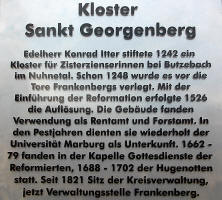 Kloster
Sankt Georgenberg
Edelherr Konrad Itter stiftete 1242 ein
Kloster für Zisterzienserinnen bei Butzebach
im Nuhnetal. Schon 1248 wurde es vor die
Tore Frankenbergs verlegt. Mit der
Einführung der Reformation erfolgte 1526
die Auflösung. Die Gebäude fanden
Verwendung als Rentamt und Forstamt. In
den Pestjahren dienten sie wiederholt der
Universität Marburg als Unterkunft. 1662 -
79 fanden in der Kapelle Gottesdienste der
Reformierten, 1688 - 1702 der Hugenotten
statt. Seit 1821 Sitz der Kreisverwaltung,
jetzt Verwaltungsstelle Frankenberg.